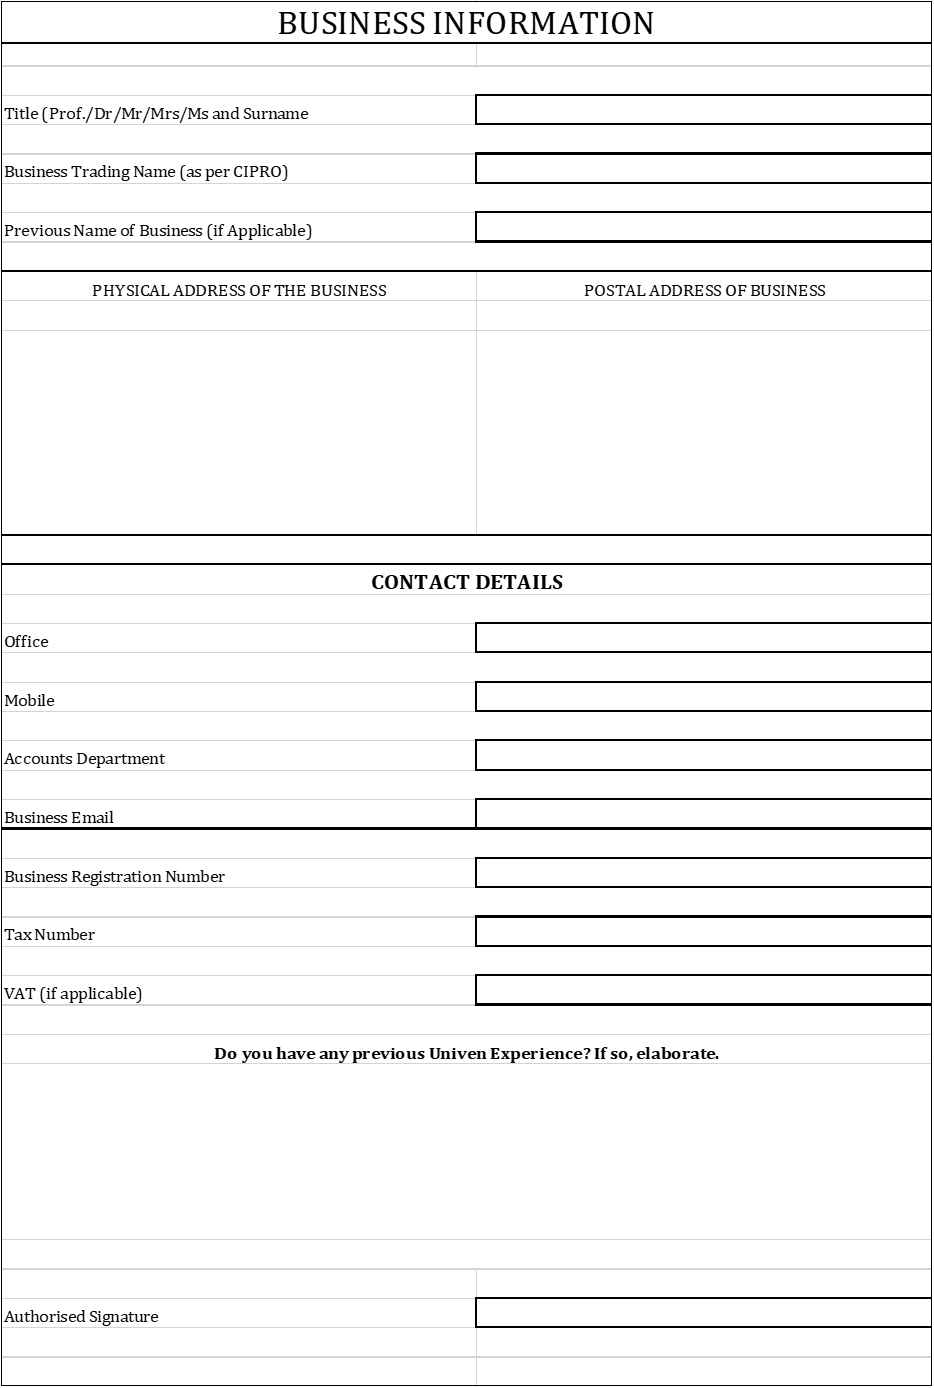 BUSINESS INFORMATION
Title (Prof./Dr/Mr/Mrs/Ms and Surname
Business Trading Name (as per CIPRO)
Previous Name of Business (if Applicable)
PHYSICAL ADDRESS OF THE BUSINESS
POSTAL ADDRESS OF BUSINESS
CONTACT DETAILS
Office
Mobile
Accounts Department
Business Email
Business Registration Number
Tax Number
VAT (if applicable)
Do you have any previous Univen Experience? If so, elaborate.
Authorised Signature